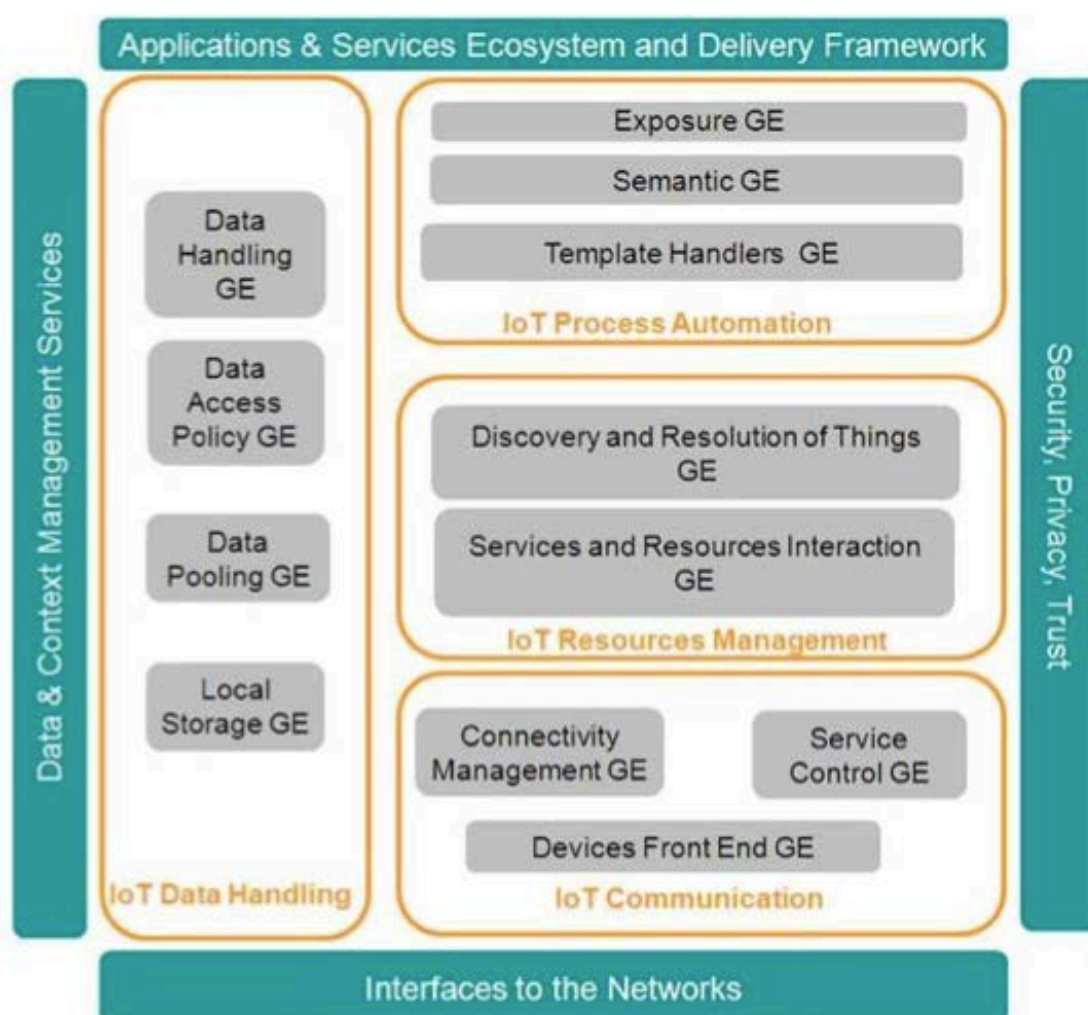 Applications & Services Ecosystem and Delivery Framework
Data & Context Management Services
Data
Handling
GE
Data
Access
Policy GE
Data
Pooling GE
Local
Storage GE
IoT Data Handling
Exposure GE
Semantic GE
Template Handlers GE
IoT Process Automation
Discovery and Resolution of Things
GE
Services and Resources Interaction
GE
IoT Resources Management
Connectivity
Management GE
Service
Control GE
Devices Front End GE
IoT Communication
Security, Privacy, Trust
Interfaces to the Networks